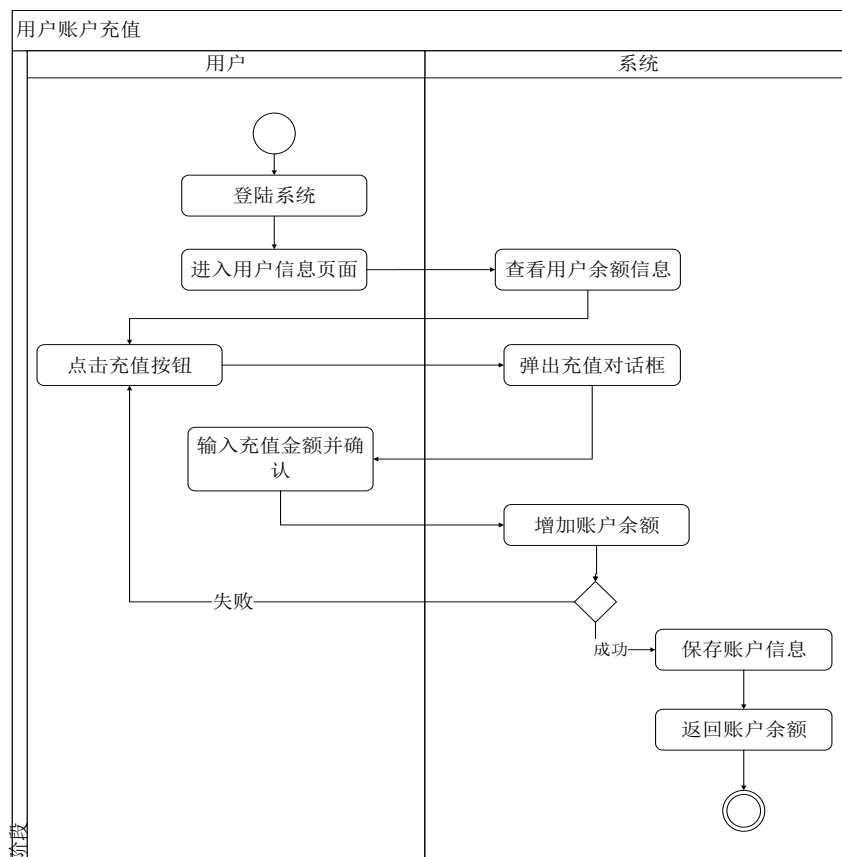 用户账户充值
用户
系统
登陆系统
进入用户信息页面
查看用户余额信息
点击充值按钮
弹出充值对话框
输入充值金额并确
认
增加账户余额
失败
成功
保存账户信息
返回账户余额
阶段